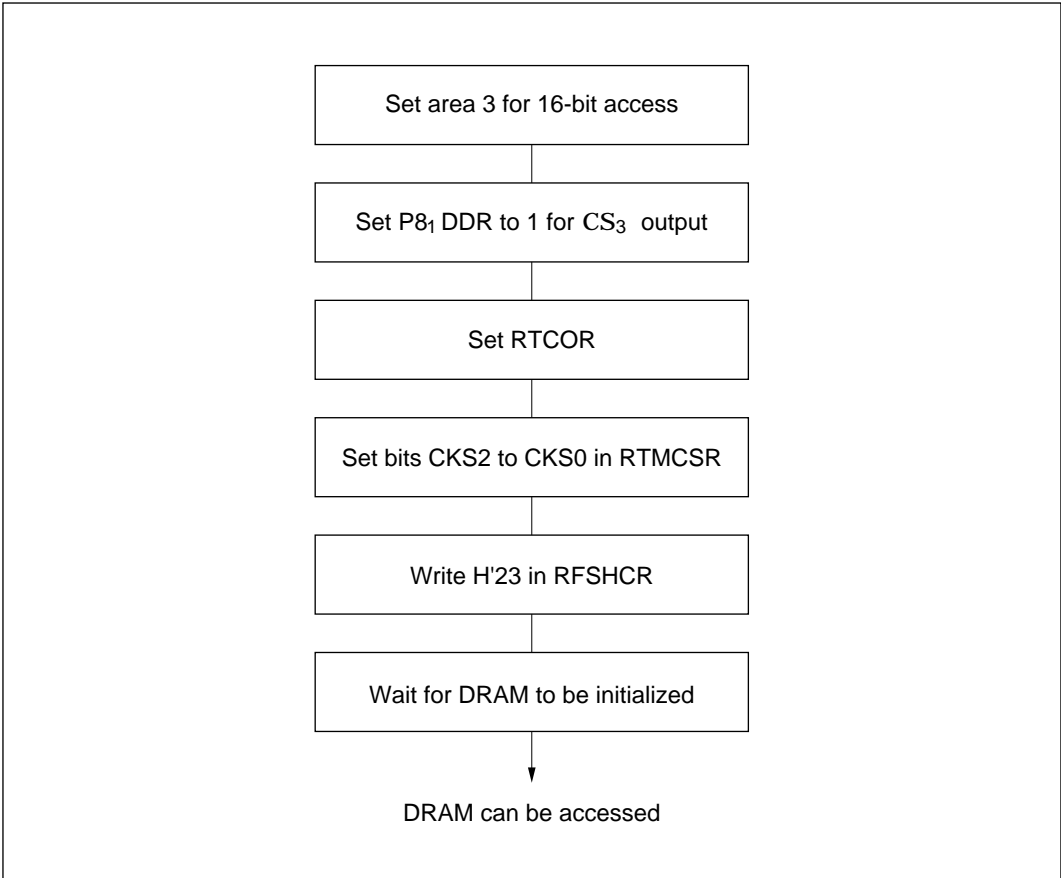 Set area 3 for 16-bit access
Set P8₁ DDR to 1 for CS₃ output
Set RTCOR
Set bits CKS2 to CKS0 in RTMCSR
Write H'23 in RFSHCR
Wait for DRAM to be initialized
DRAM can be accessed